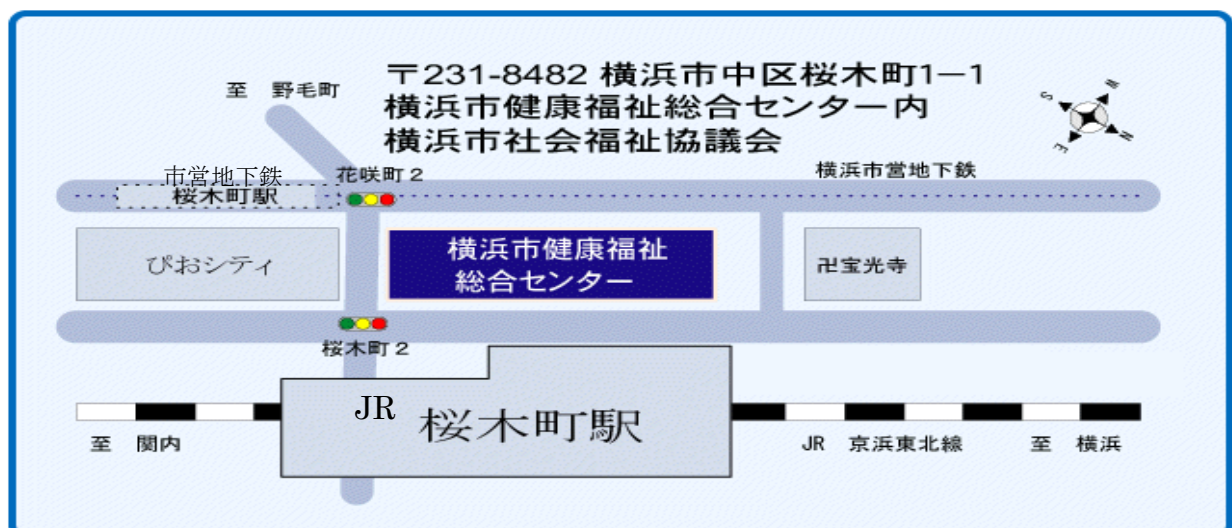 〒231-8482 横浜市中区桜木町1－1
横浜市健康福祉総合センター内
横浜市社会福祉協議会
至 野毛町
市営地下鉄
桜木町駅
花咲町2
横浜市営地下鉄
ぴおシティ
横浜市健康福祉
総合センター
卍宝光寺
桜木町2
JR 桜木町駅
至 関内
JR 京浜東北線 至 横浜
S
W
E
N